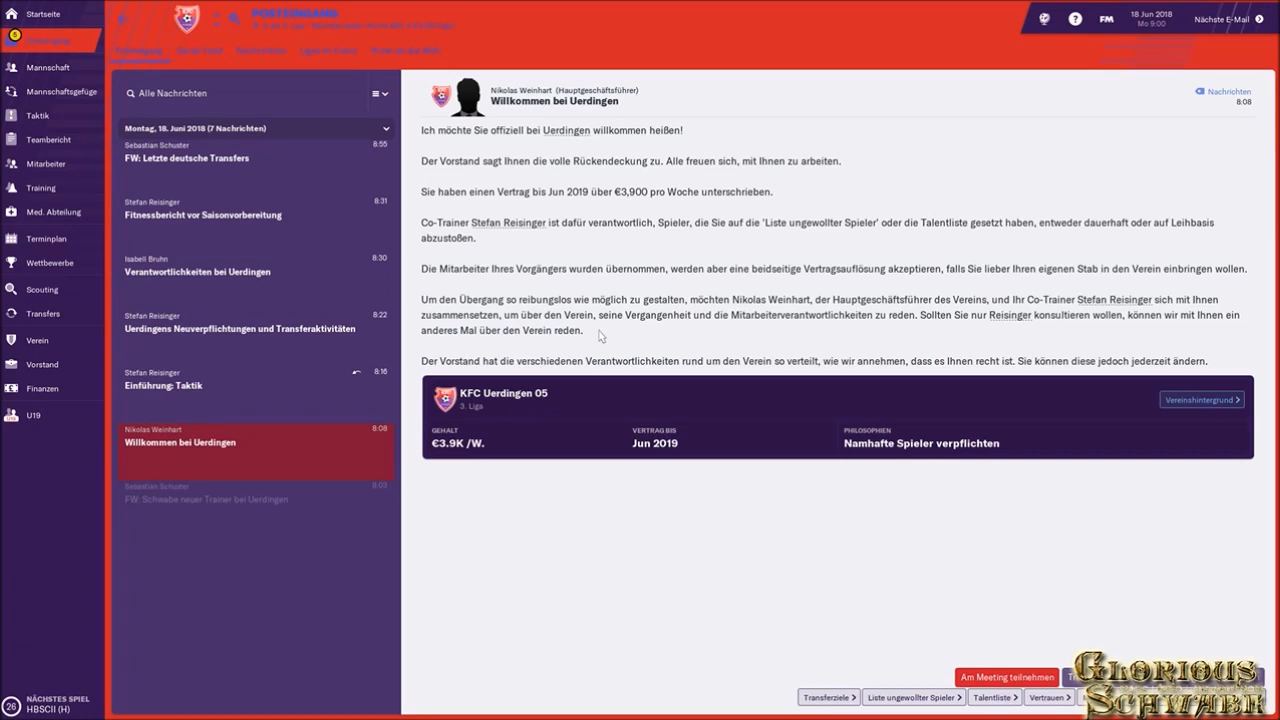 Startseite
5
Posteingang
Mannschaft
Mannschaftsgefüge
Taktik
Teambericht
Mitarbeiter
Training
Med. Abteilung
Terminplan
Wettbewerbe
Scouting
Transfers
Verein
Vorstand
Finanzen
U19
26
NÄCHSTES SPIEL
HBSCII (H)
POSTEINGANG
18 Jun 2018
Mo 9:00
FM
?
Nächste E-Mail
Alle Nachrichten
Montag, 18. Juni 2018 (7 Nachrichten)
Sebastian Schuster 8:55
FW: Letzte deutsche Transfers
Stefan Reisinger 8:31
Fitnessbericht vor Saisonvorbereitung
Isabell Bruhn 8:30
Verantwortlichkeiten bei Uerdingen
Stefan Reisinger 8:22
Uerdingens Neuverpflichtungen und Transferaktivitäten
Stefan Reisinger 8:16
Einführung: Taktik
Nikolas Weinhart 8:08
Willkommen bei Uerdingen
Sebastian Schuster 8:03
FW: Schwabe neuer Trainer bei Uerdingen
Nikolas Weinhart (Hauptgeschäftsführer)
Willkommen bei Uerdingen
Nachrichten
8:08
Ich möchte Sie offiziell bei Uerdingen willkommen heißen!
Der Vorstand sagt Ihnen die volle Rückendeckung zu. Alle freuen sich, mit Ihnen zu arbeiten.
Sie haben einen Vertrag bis Jun 2019 über €3,900 pro Woche unterschrieben.
Co-Trainer Stefan Reisinger ist dafür verantwortlich, Spieler, die Sie auf die 'Liste ungewollter Spieler' oder die Talentliste gesetzt haben, entweder dauerhaft oder auf Leihbasis
abzustoßen.
Die Mitarbeiter Ihres Vorgängers wurden übernommen, werden aber eine beidseitige Vertragsauflösung akzeptieren, falls Sie lieber Ihren eigenen Stab in den Verein einbringen wollen.
Um den Übergang so reibungslos wie möglich zu gestalten, möchten Nikolas Weinhart, der Hauptgeschäftsführer des Vereins, und Ihr Co-Trainer Stefan Reisinger sich mit Ihnen
zusammensetzen, um über den Verein, seine Vergangenheit und die Mitarbeiterverantwortlichkeiten zu reden. Sollten Sie nur Reisinger konsultieren wollen, können wir mit Ihnen ein
anderes Mal über den Verein reden.
Der Vorstand hat die verschiedenen Verantwortlichkeiten rund um den Verein so verteilt, wie wir annehmen, dass es Ihnen recht ist. Sie können diese jedoch jederzeit ändern.
KFC Uerdingen 05
3. Liga
Vereinshintergrund
GEHALT
€3.9K /W.
VERTRAG BIS
Jun 2019
PHILOSOPHIEN
Namhafte Spieler verpflichten
Am Meeting teilnehmen
Transferziele
Liste ungewollter Spieler
Talentliste
Vertrauen
Glorious
Schwabe